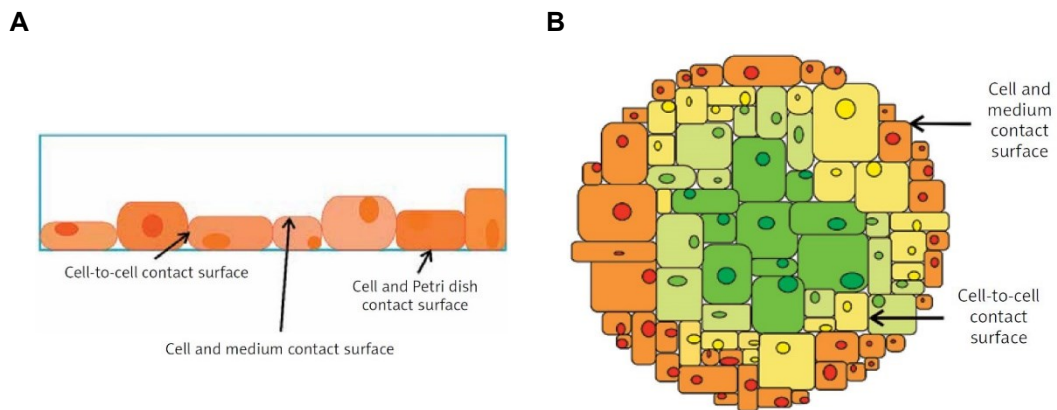 A
Cell-to-cell contact surface
Cell and Petri dish
contact surface
Cell and medium contact surface
B
Cell and
medium
contact
surface
Cell-to-cell
contact
surface